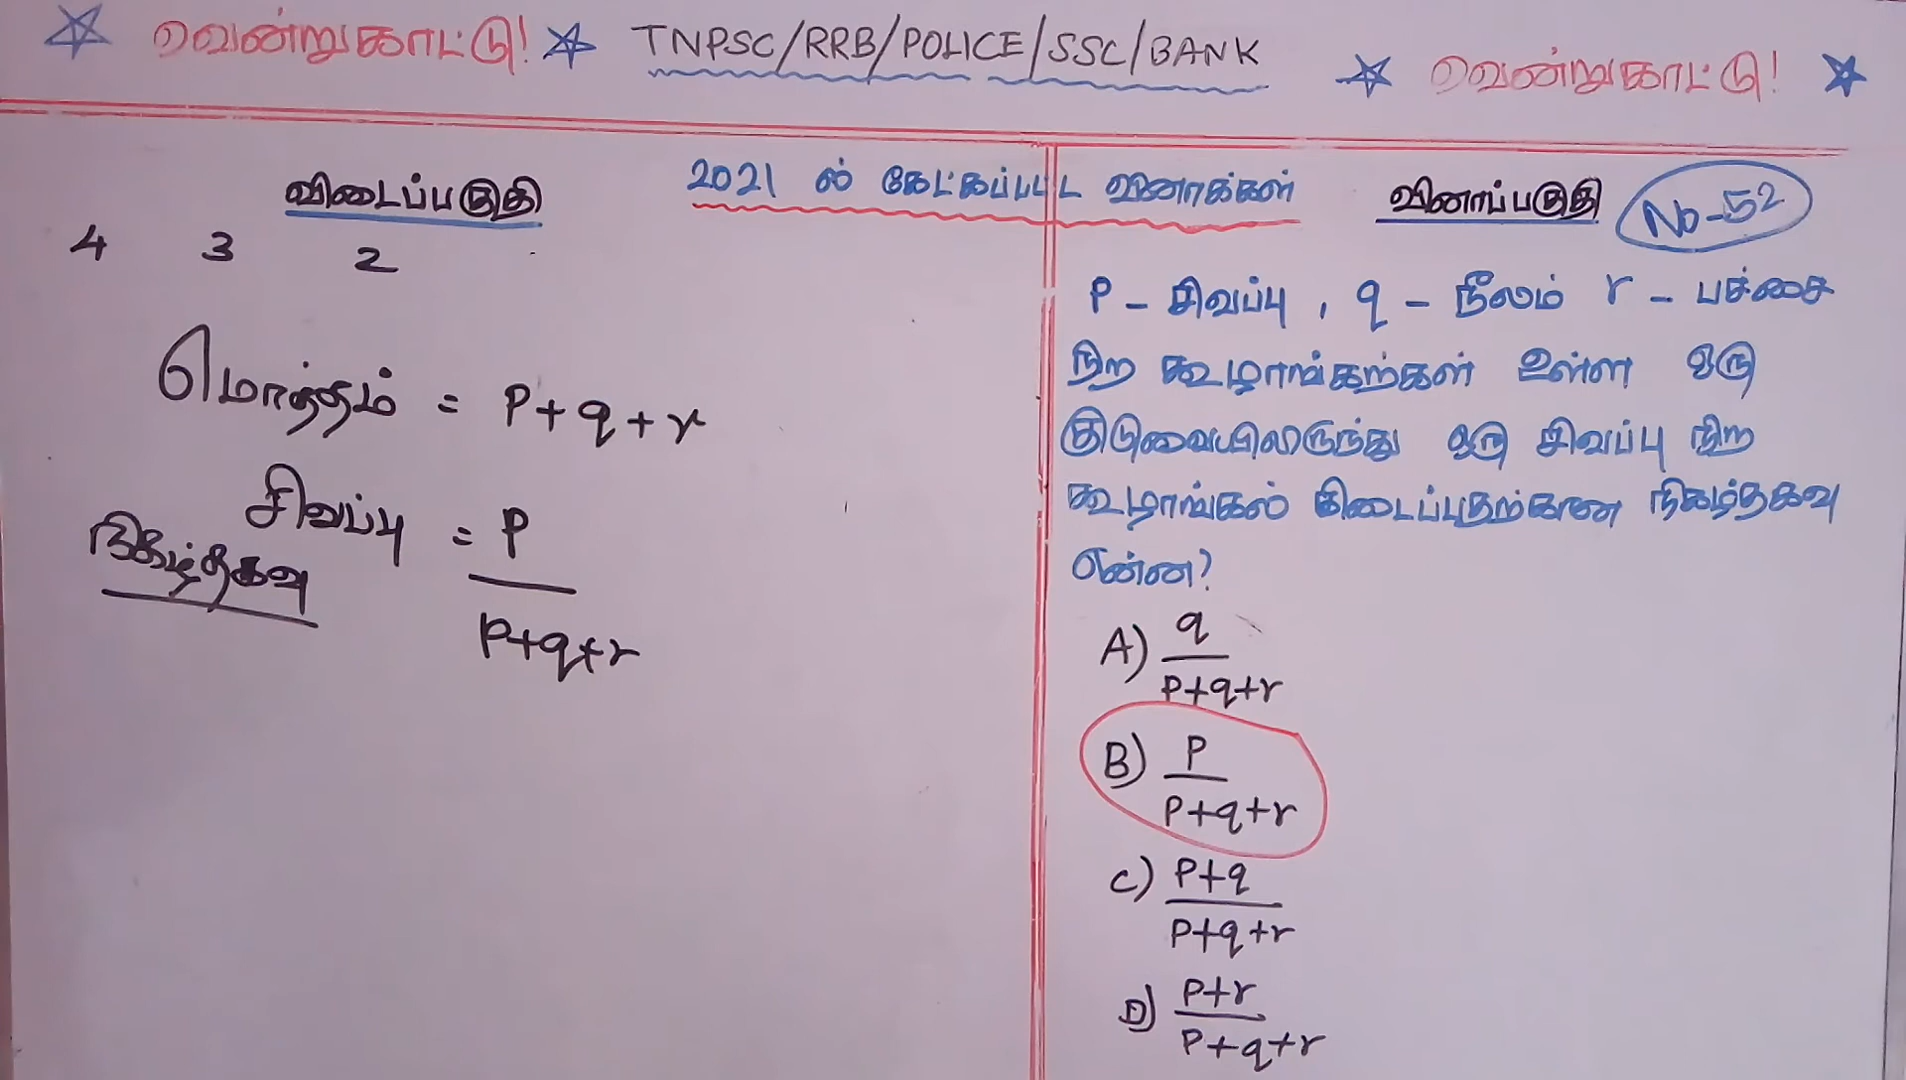 வென்றுகாட்டு! TNPSC/RRB/POLICE/SSC/BANK வென்றுகாட்டு!
2021 ல் கேட்கப்பட்ட வினாக்கள்
விடைப்பகுதி
4 3 2
மொத்தம் = P+q+r
சிவப்பு = P
நிகழ்தகவு
P+q+r
வினாப்பகுதி No-52
P - சிவப்பு , q - நீலம் r - பச்சை
நிற கூழாங்கற்கள் உள்ள ஒரு
குடுவையிலிருந்து ஒரு சிவப்பு நிற
கூழாங்கல் கிடைப்பதற்கான நிகழ்தகவு
என்ன?
A) q
P+q+r
B) P
P+q+r
C) P+q
P+q+r
D) P+r
P+q+r